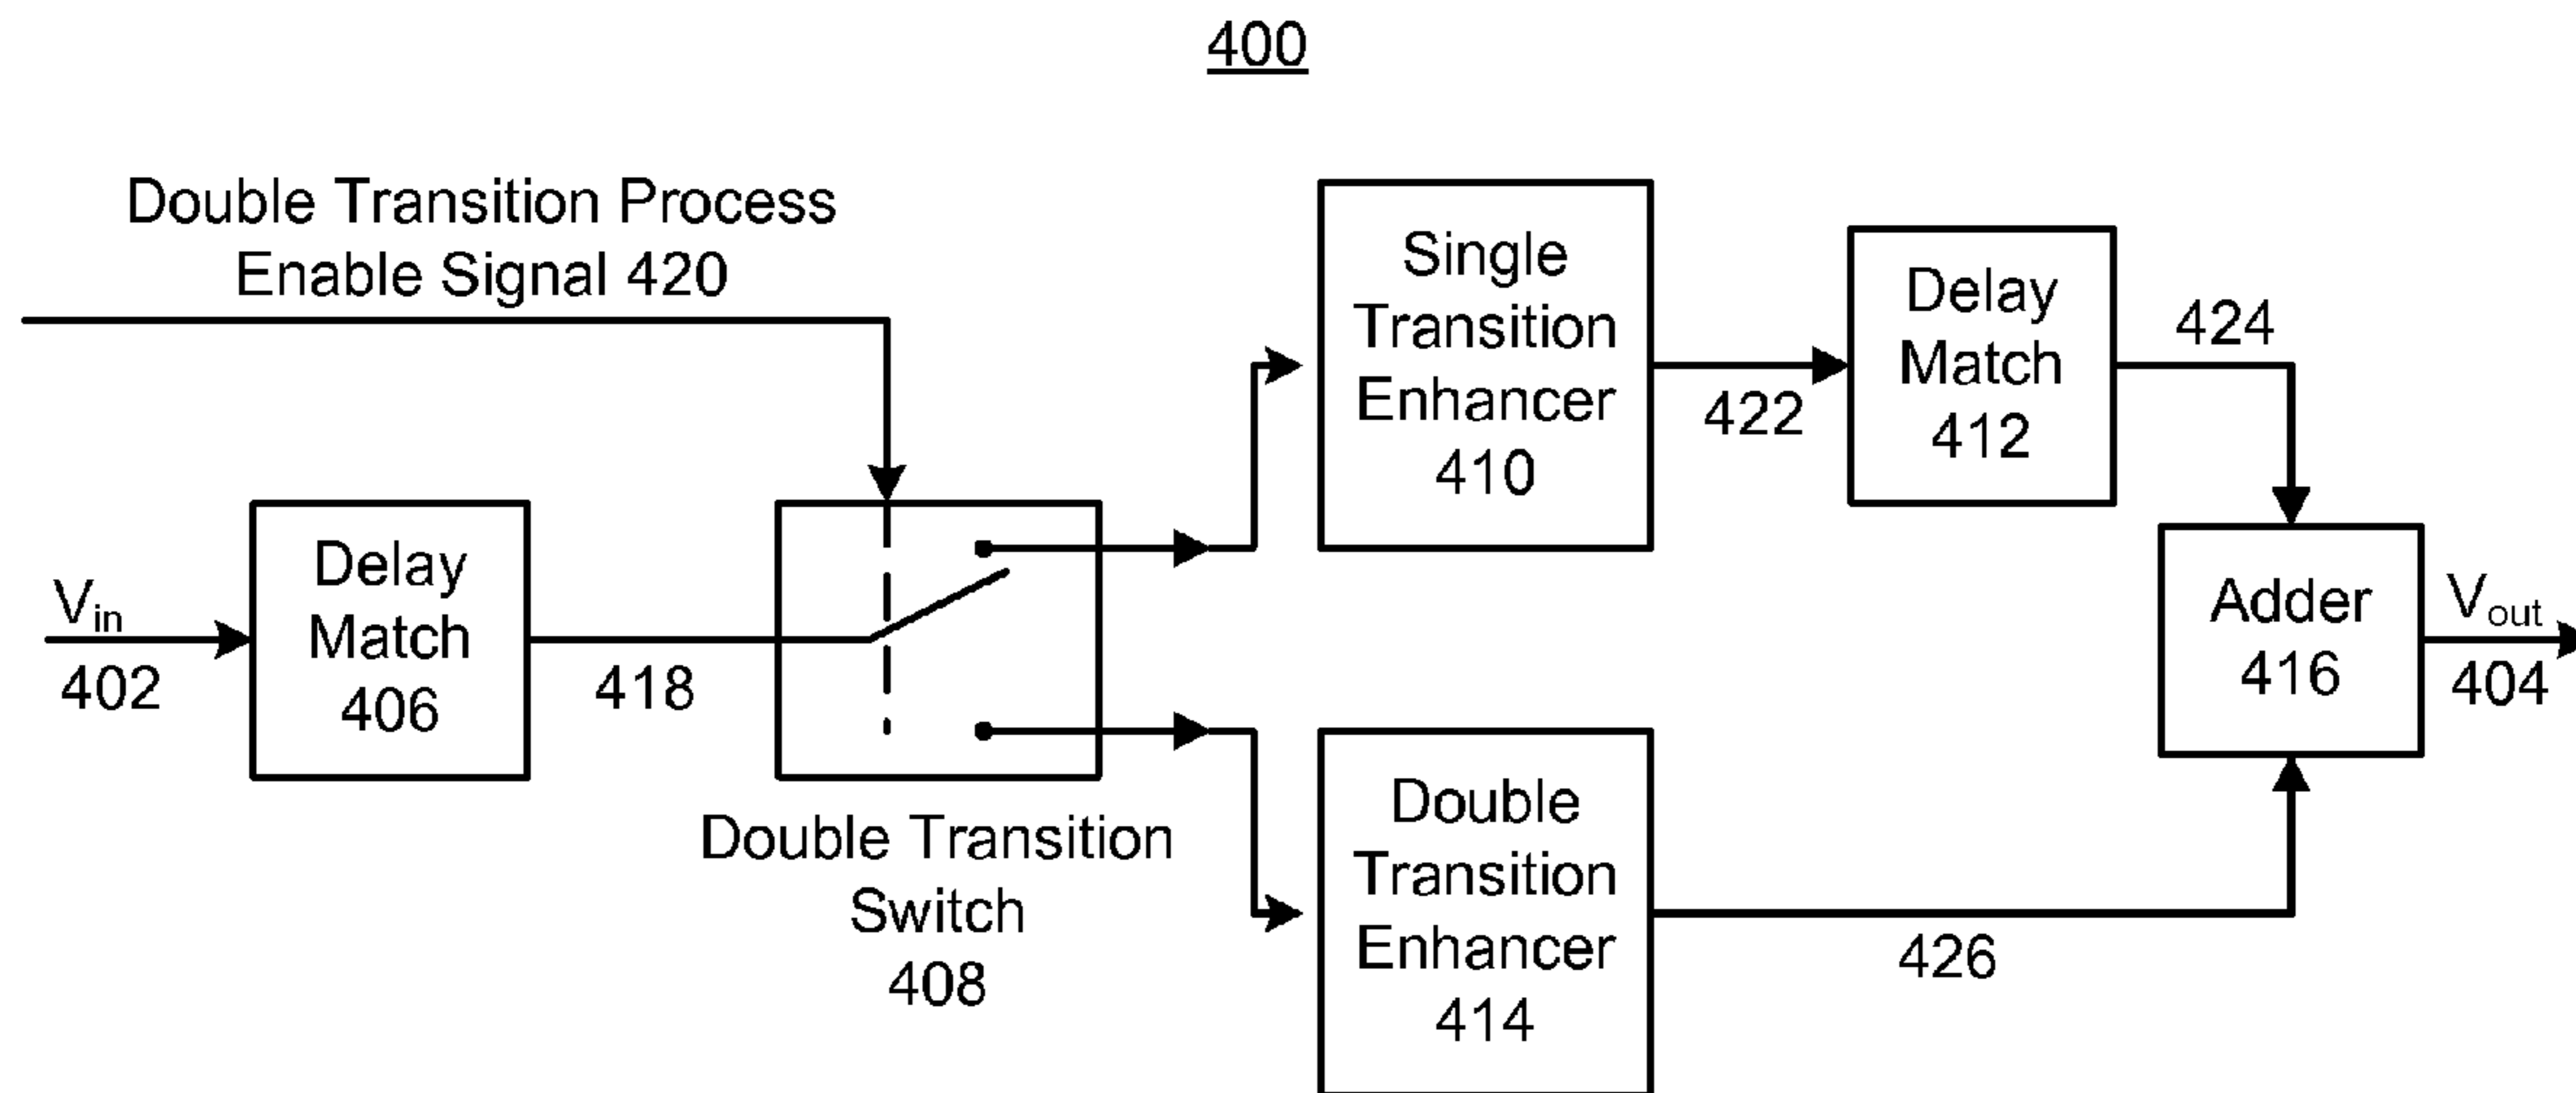 400
Double Transition Process
Enable Signal 420
Single
Transition
Enhancer
410
422
Delay
Match
412
424
Vin
402
Delay
Match
406
418
Double Transition
Switch
408
Double
Transition
Enhancer
414
426
Adder
416
Vout
404